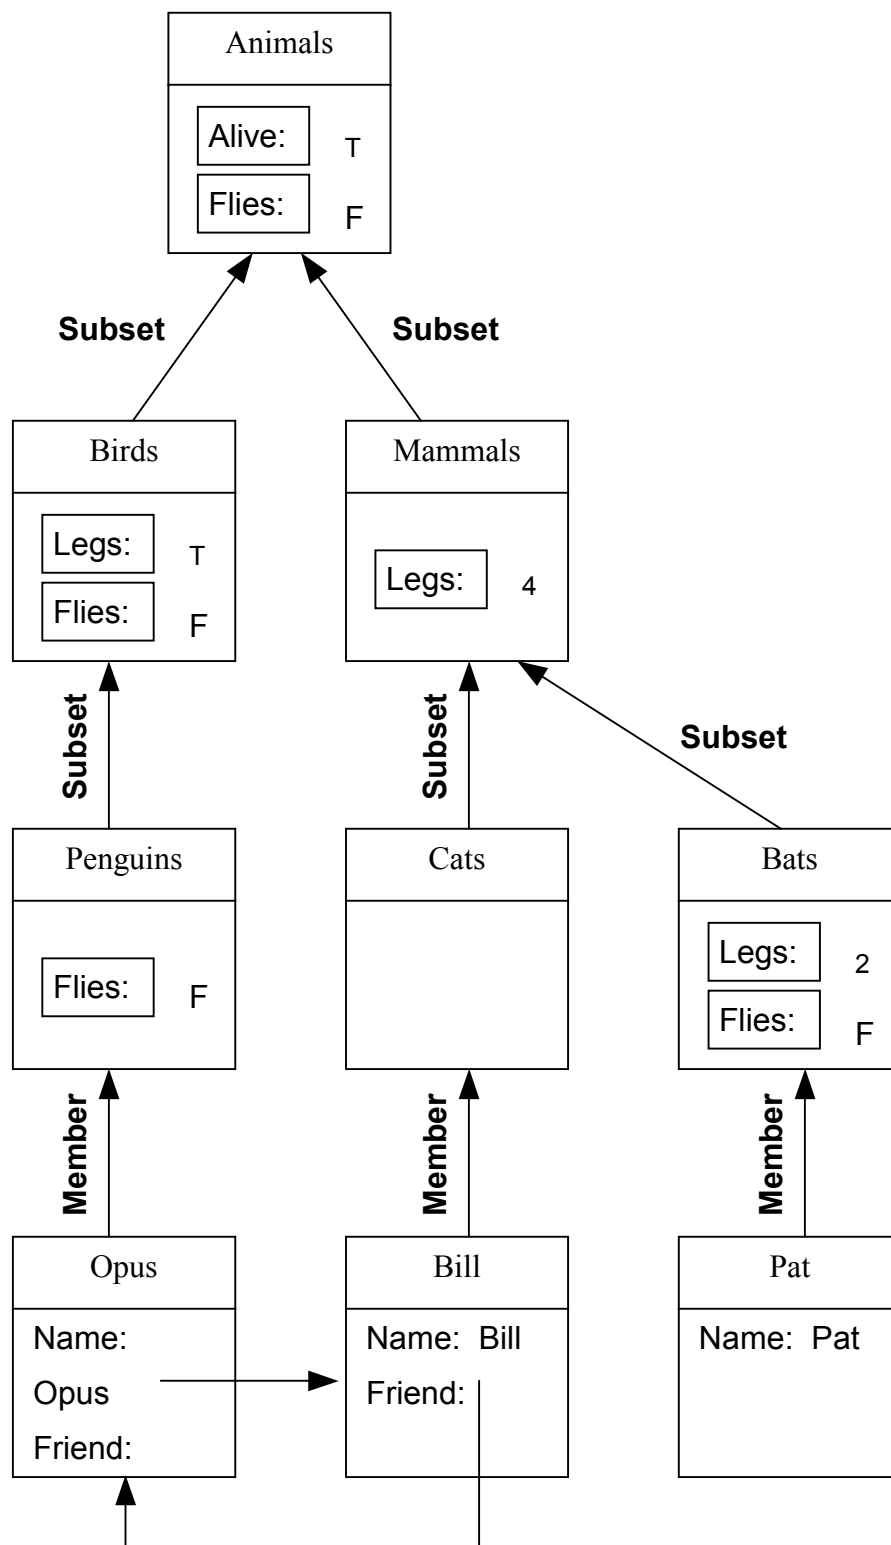 Animals
Alive: T
Flies: F
Subset Subset
Birds Mammals
Legs: T
Flies: F
Legs: 4
Subset Subset Subset
Penguins Cats Bats
Flies: F
Legs: 2
Flies: F
Member Member Member
Opus Bill Pat
Name:
Opus
Friend:
Name: Bill
Friend:
Name: Pat